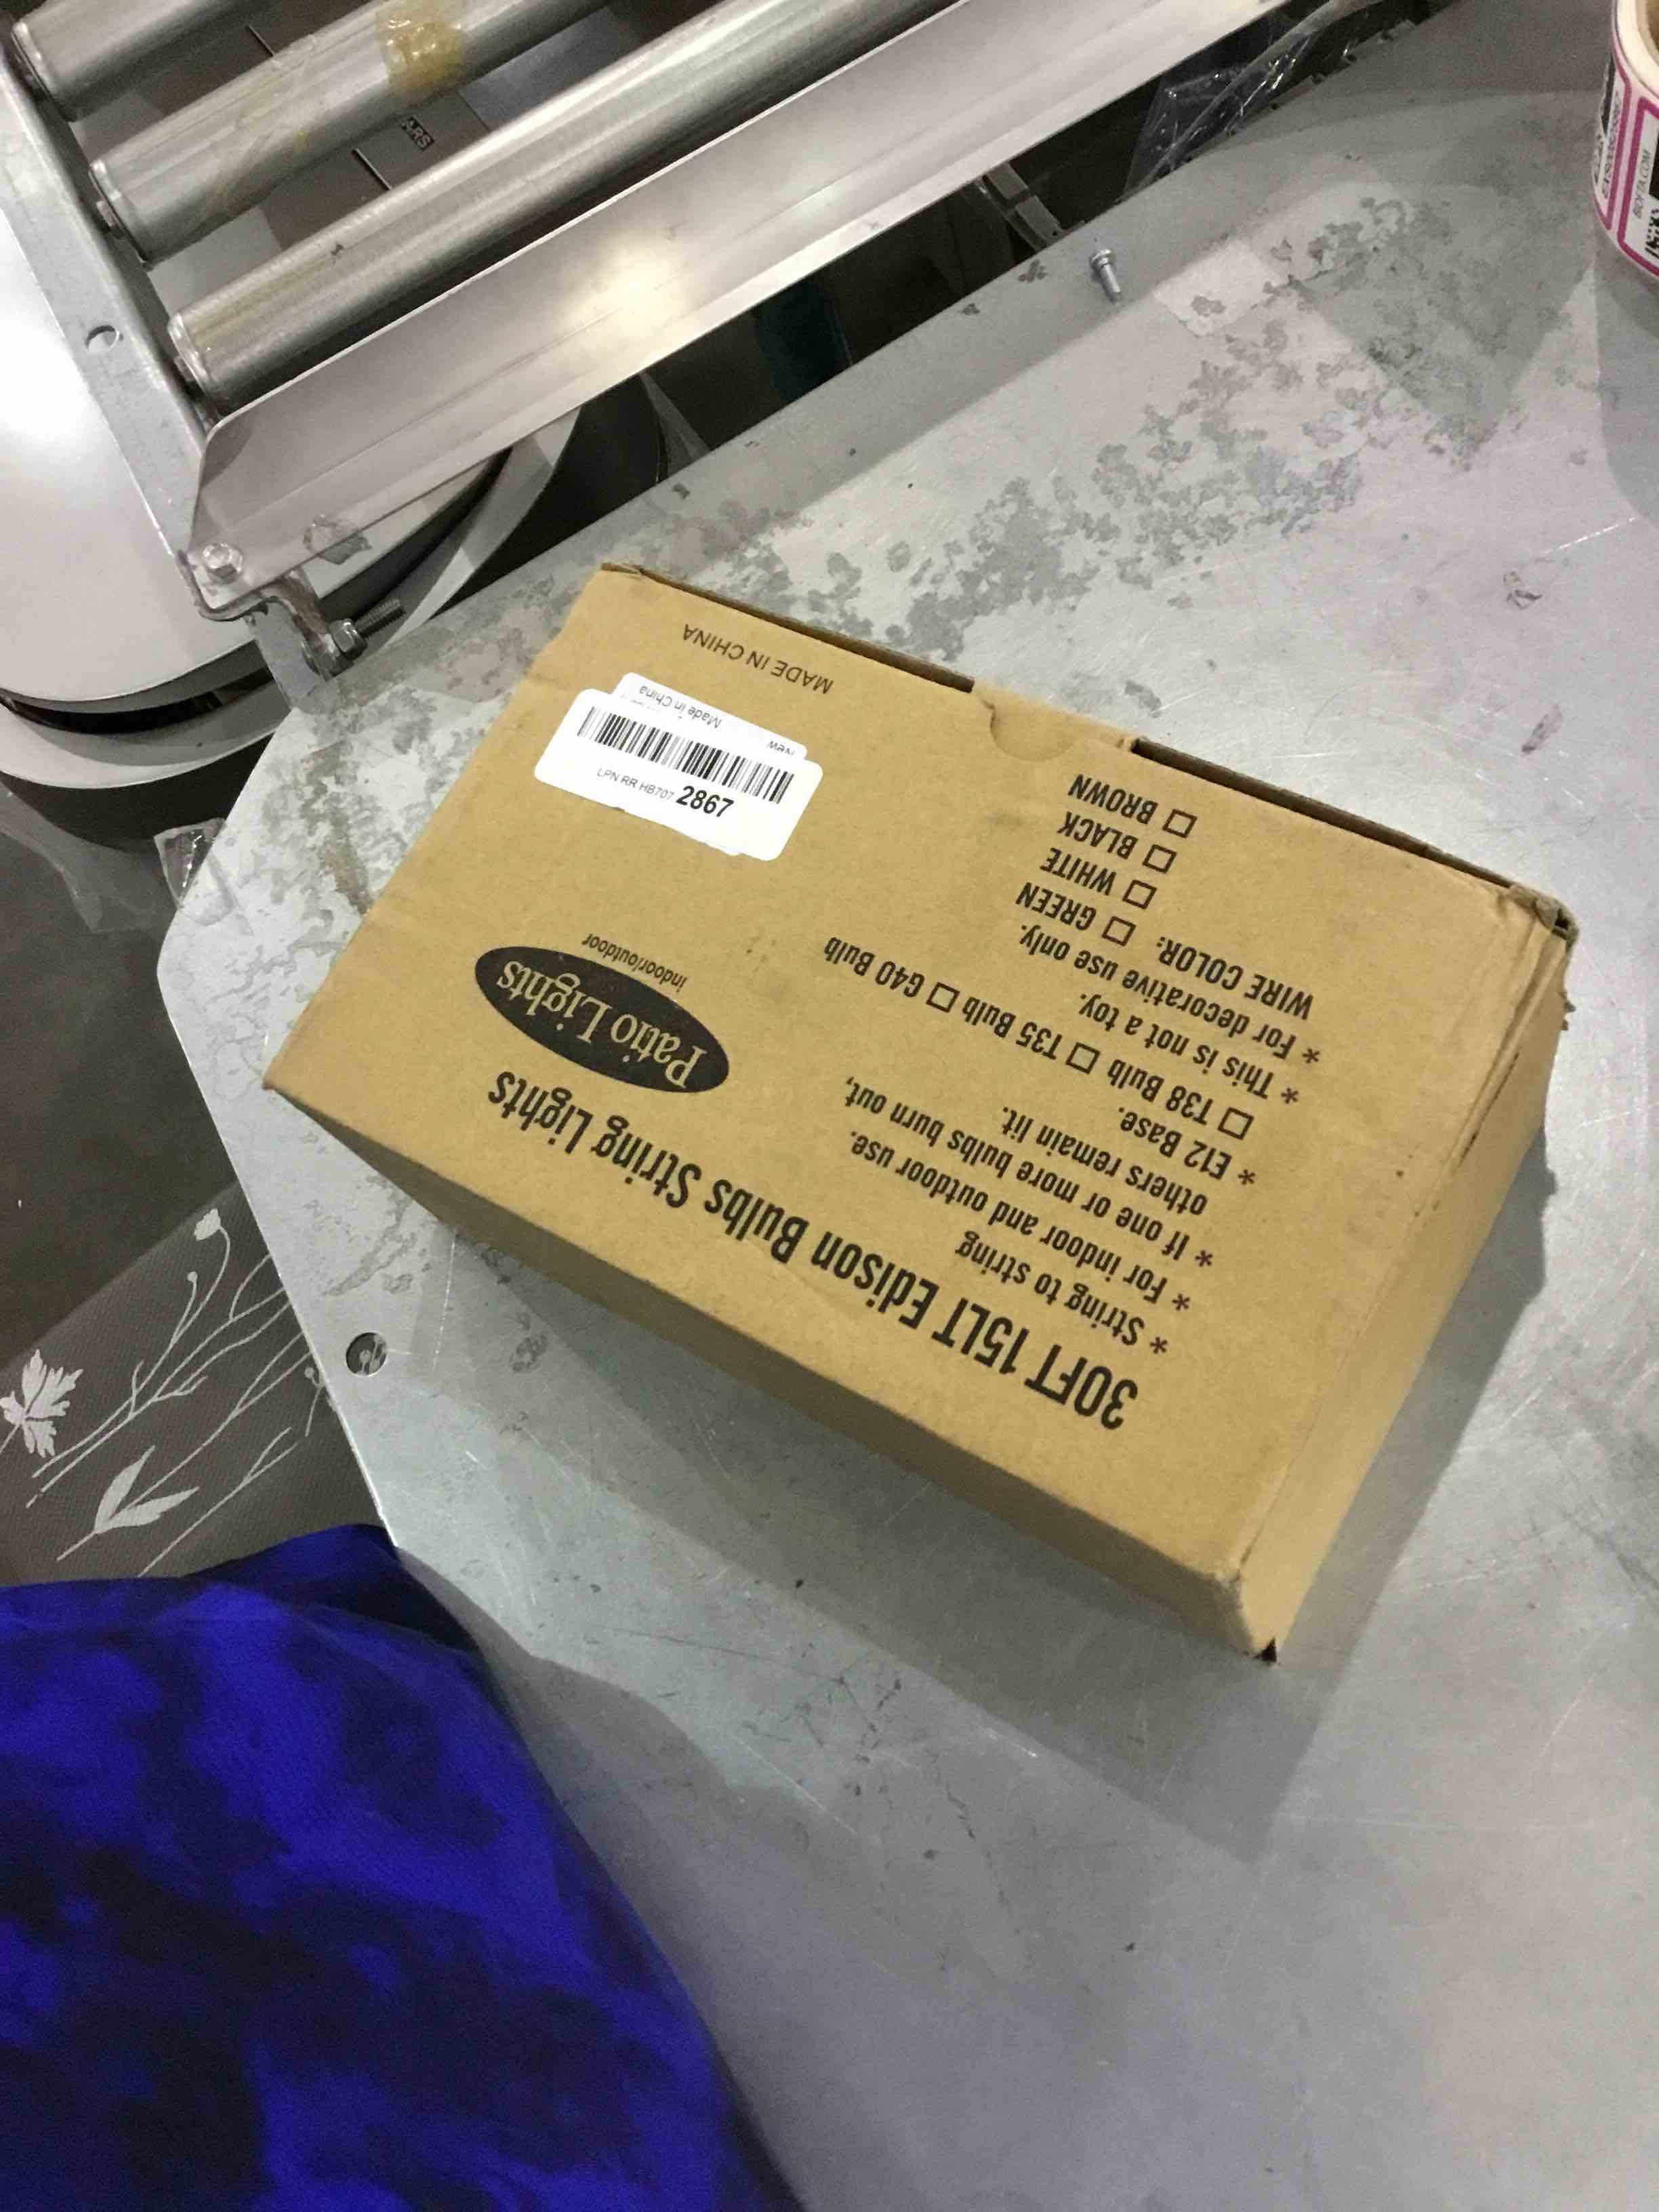 30FT 15LT Edison Bulbs String Lights
* String to string
* For indoor and outdoor use.
* If one or more bulbs burn out,
others remain lit.
* E12 Base.
☐ T38 Bulb ☐ T35 Bulb ☐ G40 Bulb
* This is not a toy.
* For decorative use only.
WIRE COLOR: ☐ GREEN
☐ WHITE
☐ BLACK
☐ BROWN
Patio Lights
indoor/outdoor
MADE IN CHINA
New
Made in China
LPN RR HB707 2867